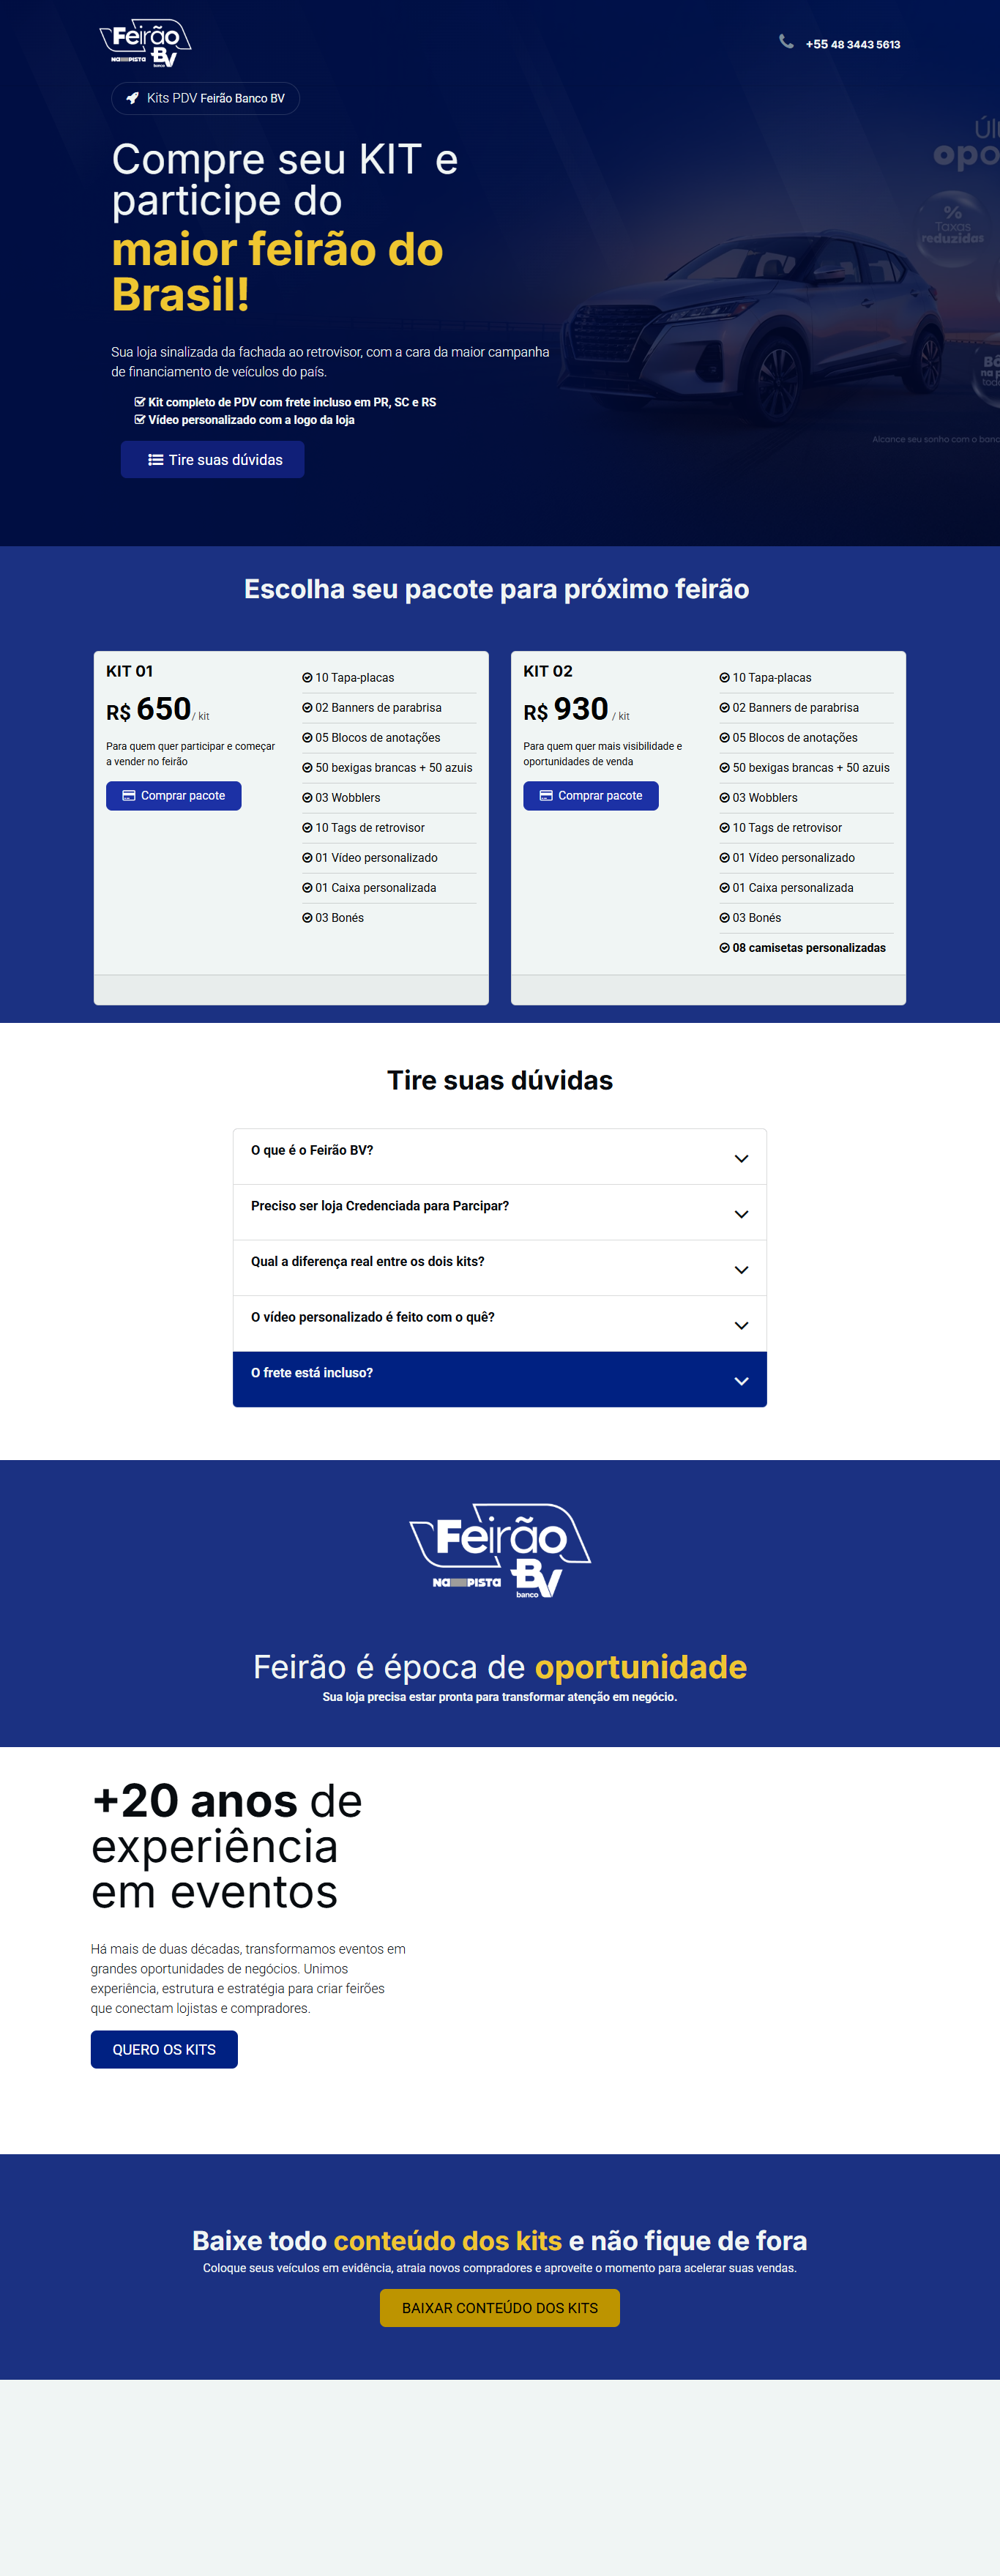 Feirão
NA PISTA
BV
banco
+55 48 3443 5613
Kits PDV Feirão Banco BV
Compre seu KIT e
participe do
maior feirão do
Brasil!
%
Taxas
reduzidas
Sua loja sinalizada da fachada ao retrovisor, com a cara da maior campanha
de financiamento de veículos do país.
Kit completo de PDV com frete incluso em PR, SC e RS
Vídeo personalizado com a logo da loja
Alcance seu sonho com o banc
Tire suas dúvidas
Escolha seu pacote para próximo feirão
KIT 01
R$ 650 / kit
Para quem quer participar e começar
a vender no feirão
Comprar pacote
10 Tapa-placas
02 Banners de parabrisa
05 Blocos de anotações
50 bexigas brancas + 50 azuis
03 Wobblers
10 Tags de retrovisor
01 Vídeo personalizado
01 Caixa personalizada
03 Bonés
KIT 02
R$ 930 / kit
Para quem quer mais visibilidade e
oportunidades de venda
Comprar pacote
10 Tapa-placas
02 Banners de parabrisa
05 Blocos de anotações
50 bexigas brancas + 50 azuis
03 Wobblers
10 Tags de retrovisor
01 Vídeo personalizado
01 Caixa personalizada
03 Bonés
08 camisetas personalizadas
Tire suas dúvidas
O que é o Feirão BV?
Preciso ser loja Credenciada para Parcipar?
Qual a diferença real entre os dois kits?
O vídeo personalizado é feito com o quê?
O frete está incluso?
Feirão
NA PISTA
BV
banco
Feirão é época de oportunidade
Sua loja precisa estar pronta para transformar atenção em negócio.
+20 anos de
experiência
em eventos
Há mais de duas décadas, transformamos eventos em
grandes oportunidades de negócios. Unimos
experiência, estrutura e estratégia para criar feirões
que conectam lojistas e compradores.
QUERO OS KITS
Baixe todo conteúdo dos kits e não fique de fora
Coloque seus veículos em evidência, atraia novos compradores e aproveite o momento para acelerar suas vendas.
BAIXAR CONTEÚDO DOS KITS